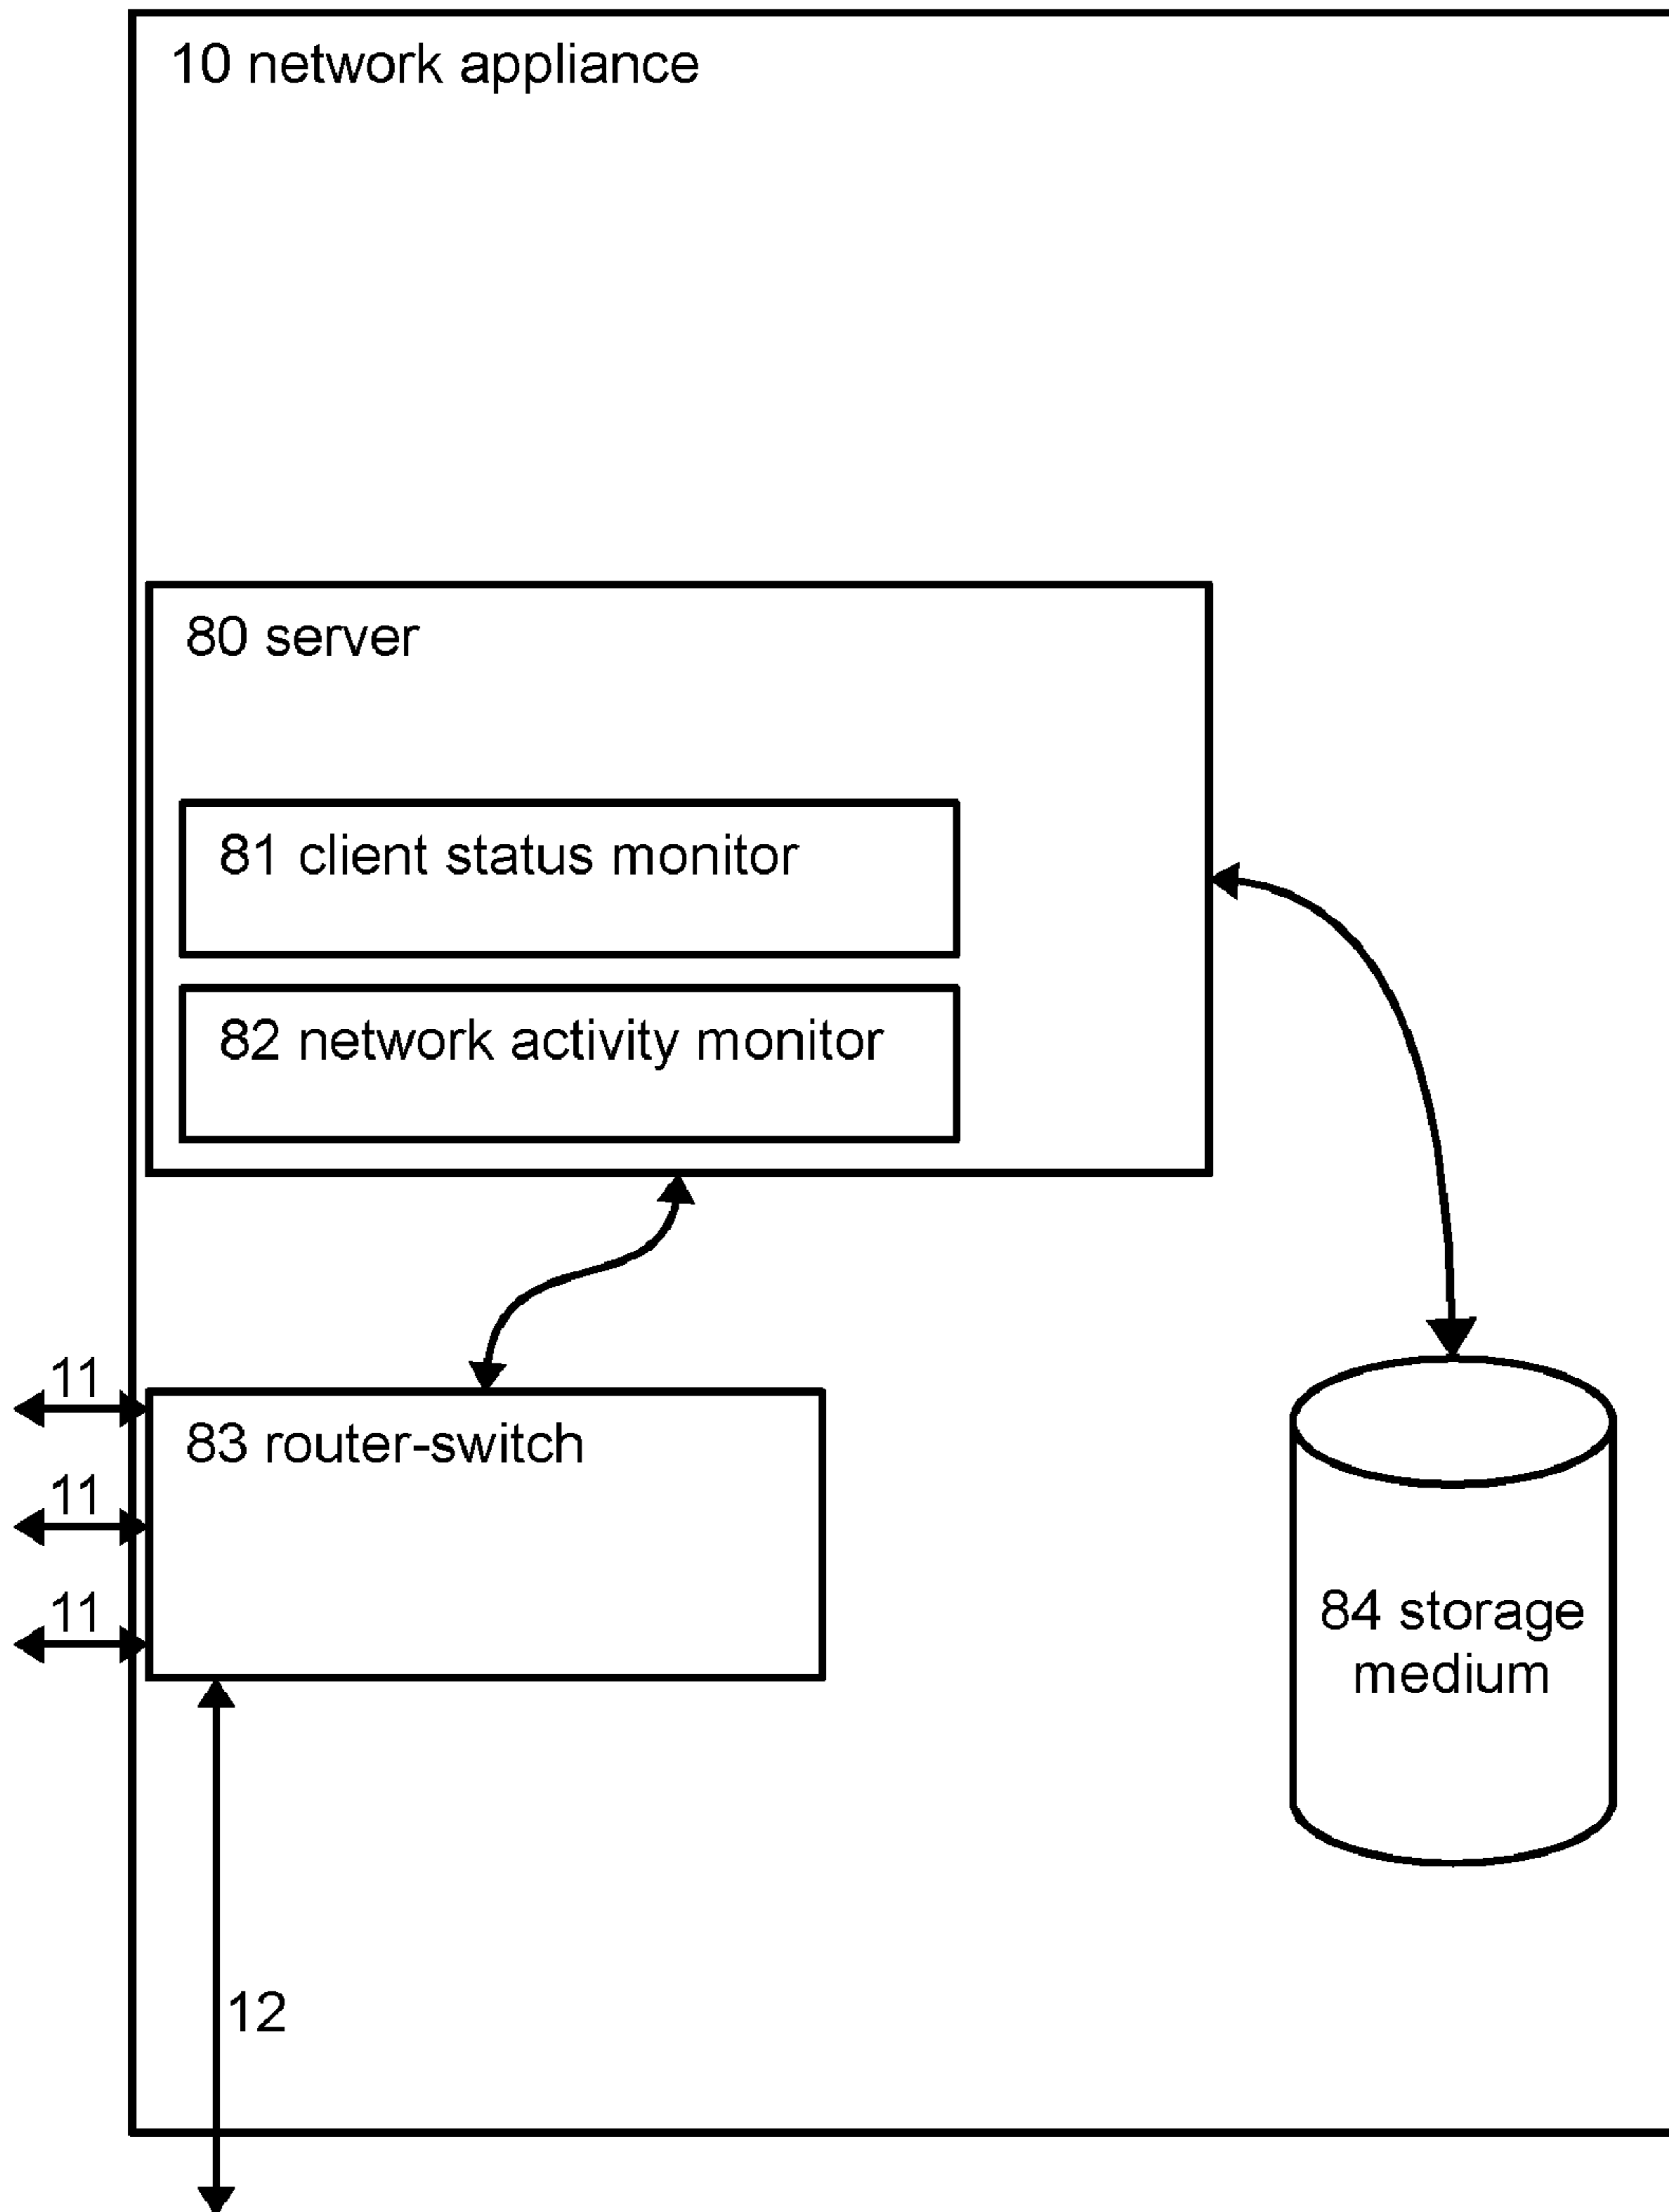 10 network appliance
80 server
81 client status monitor
82 network activity monitor
11
83 router-switch
11
11
84 storage
medium
12